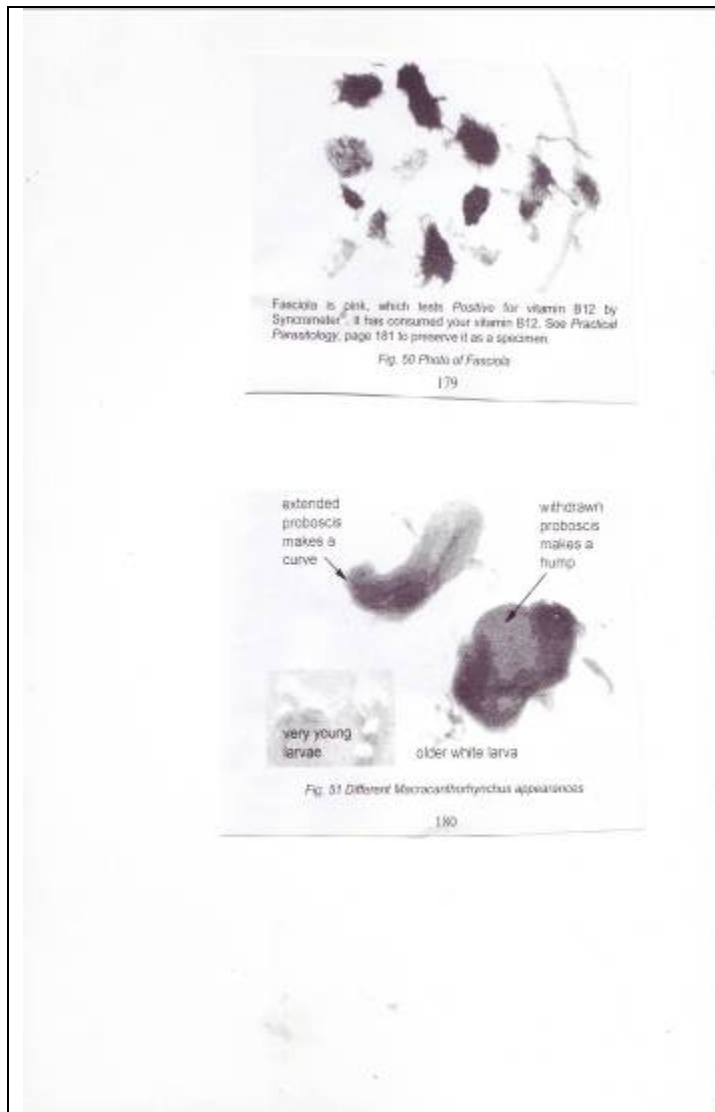 Fasciola is pink, which tests Positive for vitamin B12 by
Syncrometer®. It has consumed your vitamin B12. See Practical
Parasitology, page 181 to preserve it as a specimen.
Fig. 50 Photo of Fasciola
179
extended
proboscis
makes a
curve
withdrawn
proboscis
makes a
hump
very young
larvae
older white larva
Fig. 51 Different Macracanthorhynchus appearances
180